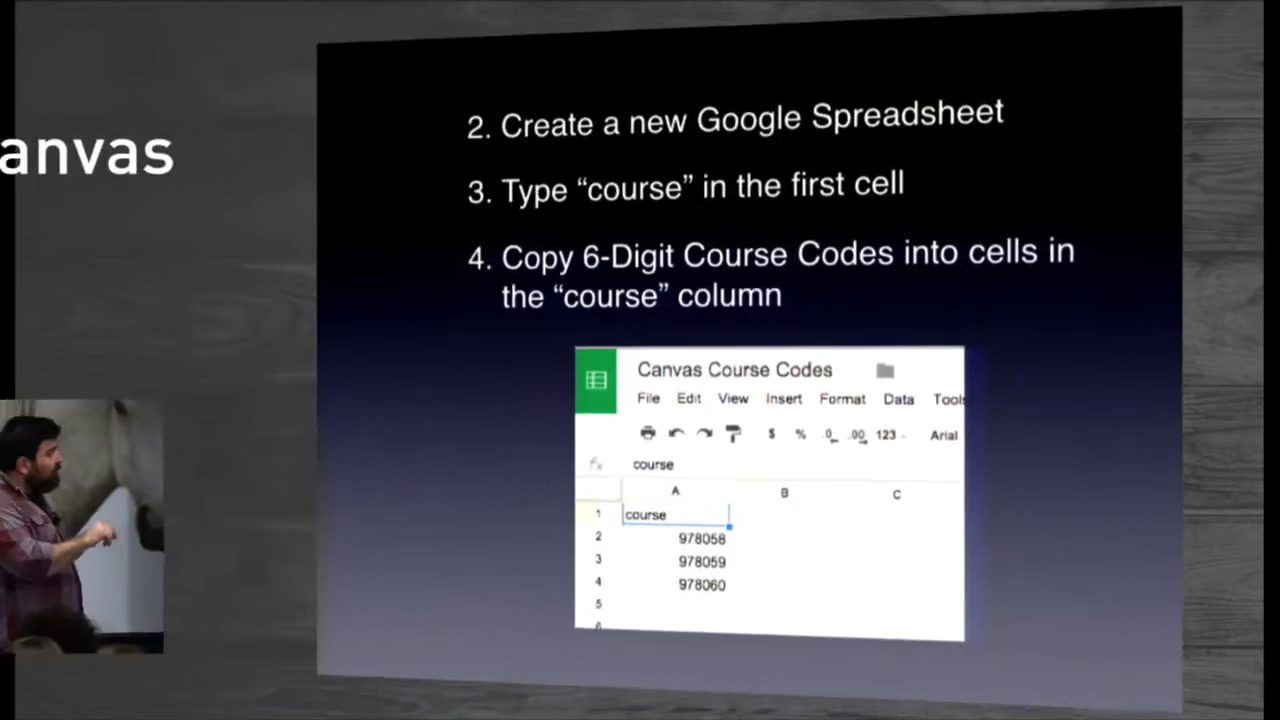 anvas
2. Create a new Google Spreadsheet
3. Type “course” in the first cell
4. Copy 6-Digit Course Codes into cells in
the “course” column
Canvas Course Codes
File Edit View Insert Format Data Tools
$ % .0 .00 123 Arial
fx course
A B C
1 course
2 978058
3 978059
4 978060
5
6